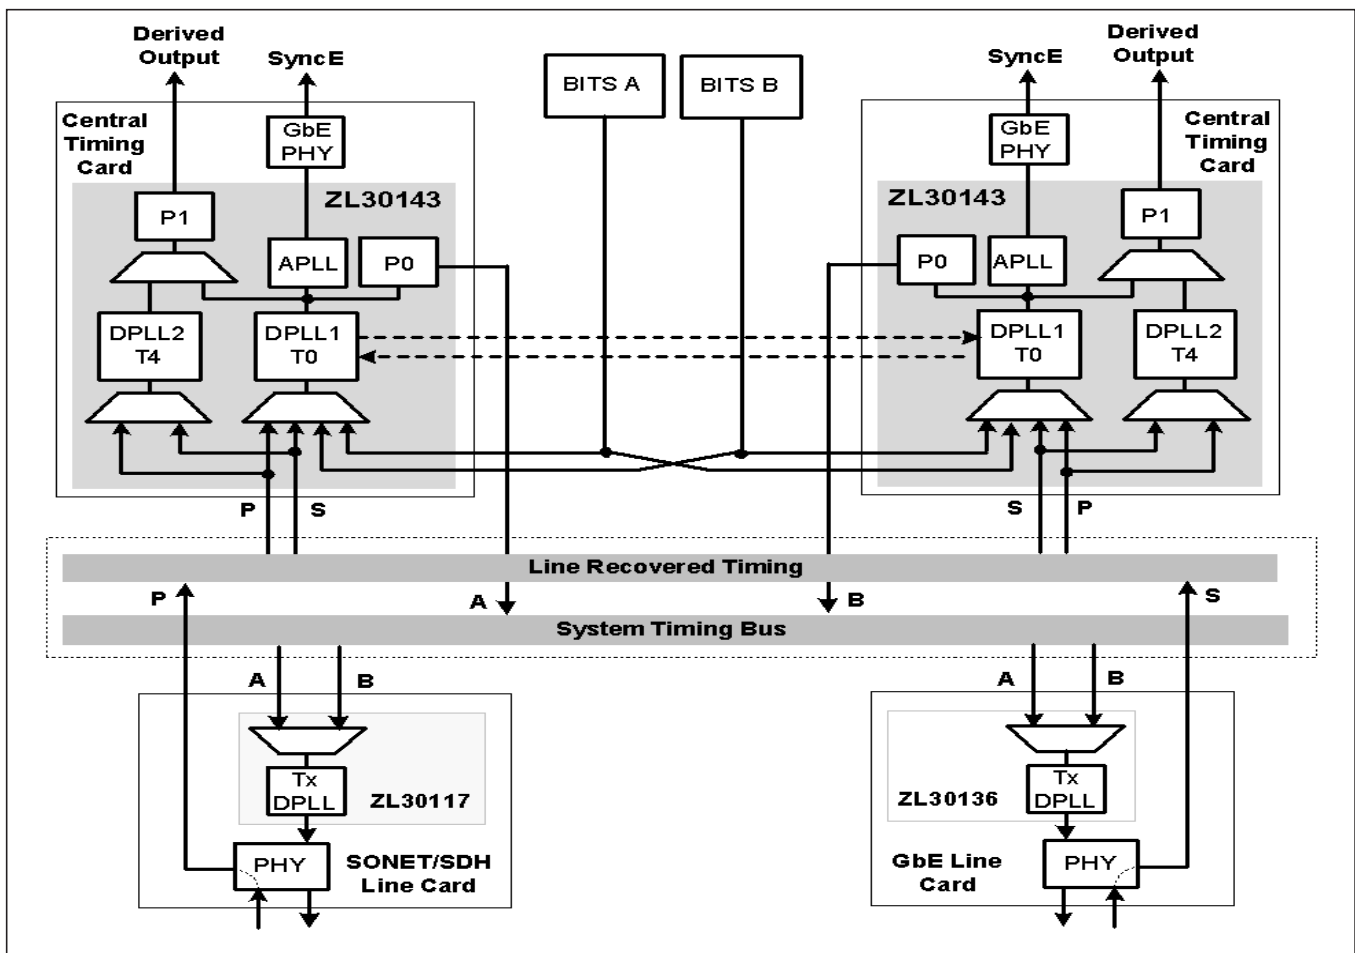 Derived
Output
SyncE
BITS A
BITS B
SyncE
Derived
Output
Central
Timing
Card
GbE
PHY
ZL30143
P1
APLL
P0
DPLL2
T4
DPLL1
T0
GbE
PHY
Central
Timing
Card
ZL30143
P1
P0
APLL
DPLL1
T0
DPLL2
T4
P
S
S
P
Line Recovered Timing
P
A
B
S
System Timing Bus
A
B
A
B
Tx
DPLL
ZL30117
PHY
SONET/SDH
Line Card
Tx
DPLL
ZL30136
GbE Line
Card
PHY